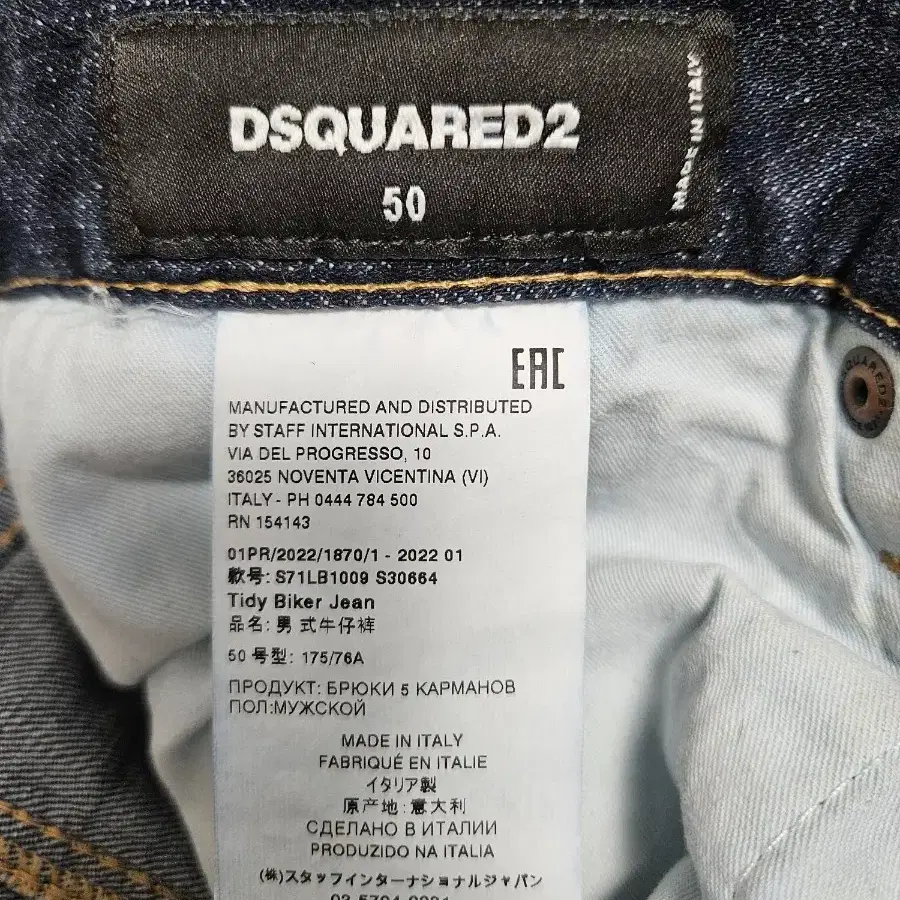 DSQUARED2
50
MADE IN ITALY
EAC
MANUFACTURED AND DISTRIBUTED
BY STAFF INTERNATIONAL S.P.A.
VIA DEL PROGRESSO, 10
36025 NOVENTA VICENTINA (VI)
ITALY - PH 0444 784 500
RN 154143
01PR/2022/1870/1 - 2022 01
款号: S71LB1009 S30664
Tidy Biker Jean
品名: 男 式牛仔裤
50 号型: 175/76A
ПРОДУКТ: БРЮКИ 5 КАРМАНОВ
ПОЛ:МУЖСКОЙ
MADE IN ITALY
FABRIQUÉ EN ITALIE
イタリア製
原产地:意大利
СДЕЛАНО В ИТАЛИИ
PRODUZIDO NA ITALIA
(株)スタッフインターナショナルジャパン